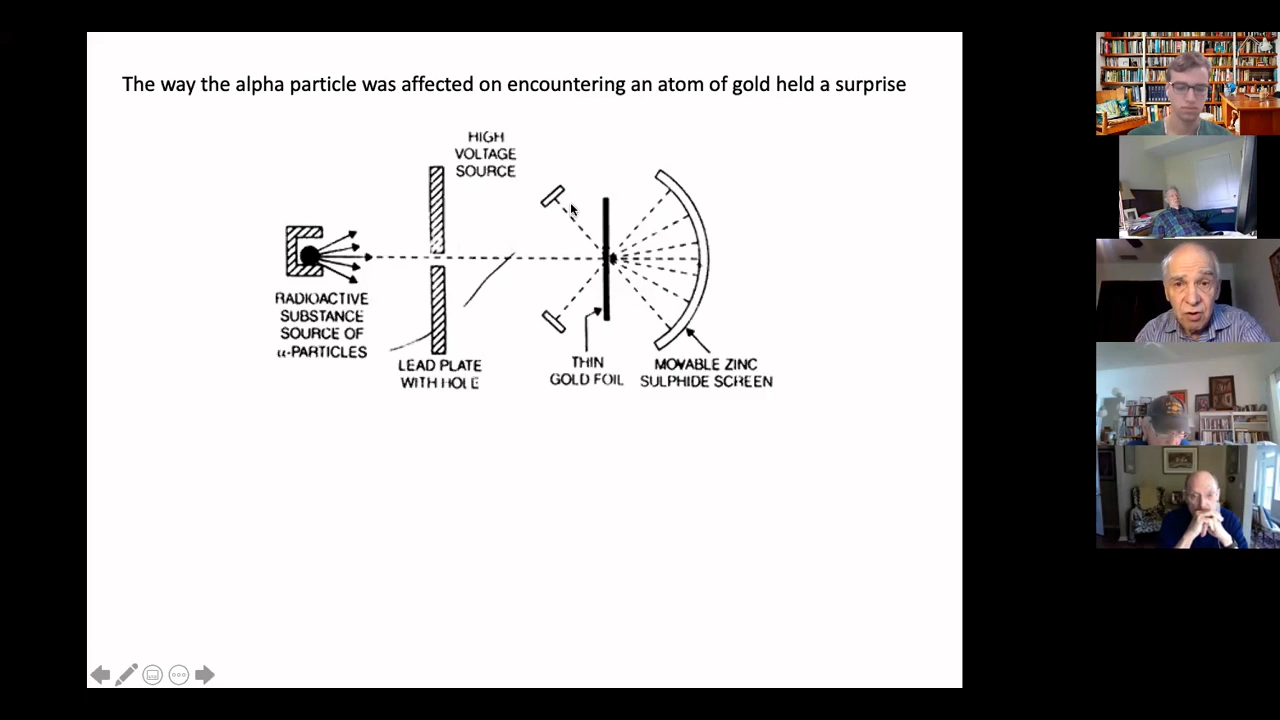 The way the alpha particle was affected on encountering an atom of gold held a surprise
HIGH
VOLTAGE
SOURCE
RADIOACTIVE
SUBSTANCE
SOURCE OF
α-PARTICLES
LEAD PLATE
WITH HOLE
THIN
GOLD FOIL
MOVABLE ZINC
SULPHIDE SCREEN